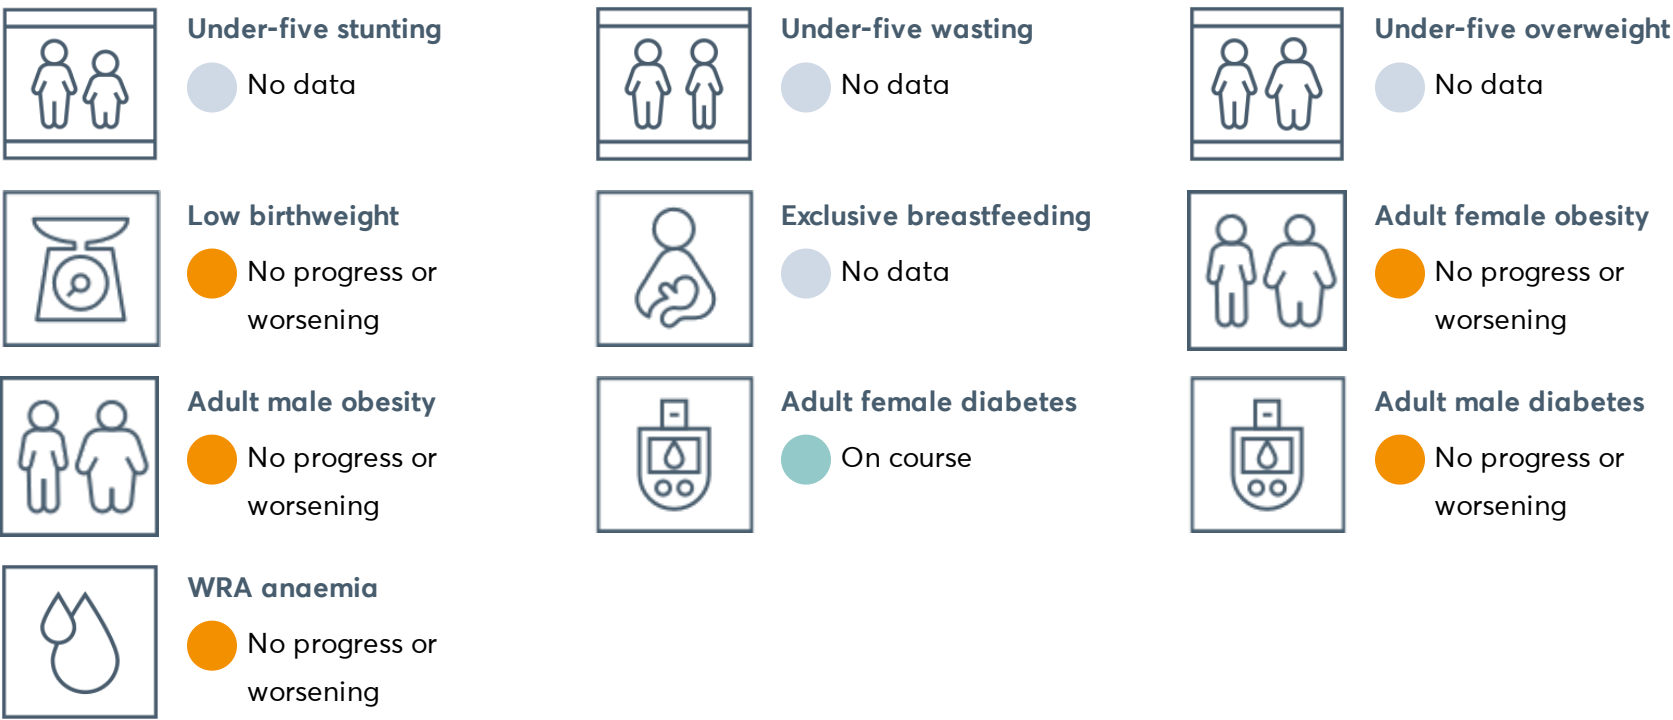 Under-five stunting
No data
Under-five wasting
No data
Under-five overweight
No data
Low birthweight
No progress or
worsening
Exclusive breastfeeding
No data
Adult female obesity
No progress or
worsening
Adult male obesity
No progress or
worsening
Adult female diabetes
On course
Adult male diabetes
No progress or
worsening
WRA anaemia
No progress or
worsening